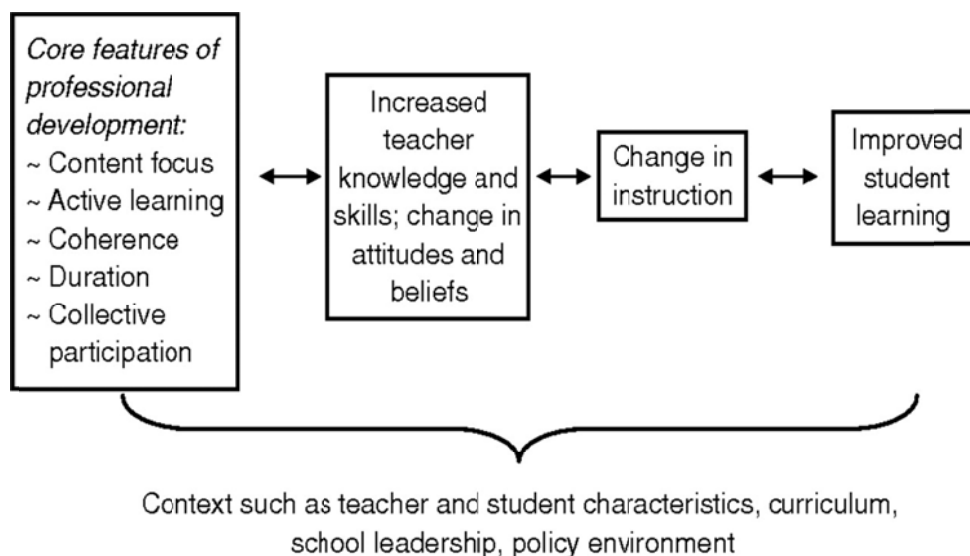 Core features of
professional
development:
~ Content focus
~ Active learning
~ Coherence
~ Duration
~ Collective
participation
Increased
teacher
knowledge and
skills; change in
attitudes and
beliefs
Change in
instruction
Improved
student
learning
Context such as teacher and student characteristics, curriculum,
school leadership, policy environment